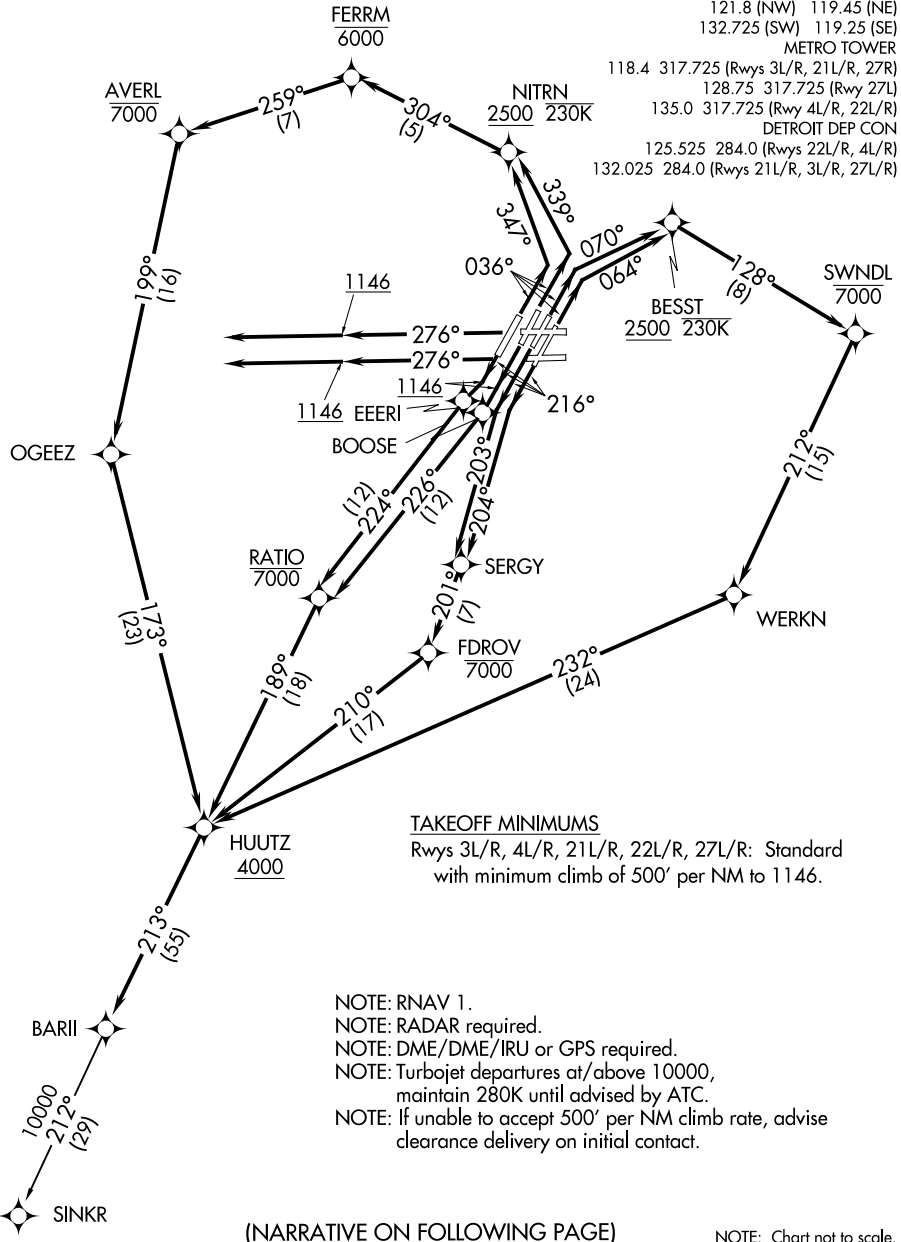 121.8 (NW) 119.45 (NE)
132.725 (SW) 119.25 (SE)
METRO TOWER
118.4 317.725 (Rwys 3L/R, 21L/R, 27R)
128.75 317.725 (Rwy 27L)
135.0 317.725 (Rwy 4L/R, 22L/R)
DETROIT DEP CON
125.525 284.0 (Rwys 22L/R, 4L/R)
132.025 284.0 (Rwys 21L/R, 3L/R, 27L/R)
FERRM
6000
AVERL
7000
259°
(7)
304°
(5)
NITRN
2500 230K
347°
339°
036°
070°
064°
BESST
2500 230K
128°
(8)
SWNDL
7000
199°
(16)
1146
276°
276°
1146
1146
EEERI
BOOSE
216°
OGEEZ
(12)
224°
226°
(12)
203°
204°
212°
(15)
RATIO
7000
SERGY
201°
(7)
WERKN
173°
(23)
FDROV
7000
189°
(18)
210°
(17)
232°
(24)
HUUTZ
4000
TAKEOFF MINIMUMS
Rwys 3L/R, 4L/R, 21L/R, 22L/R, 27L/R: Standard
with minimum climb of 500' per NM to 1146.
213°
(55)
BARII
NOTE: RNAV 1.
NOTE: RADAR required.
NOTE: DME/DME/IRU or GPS required.
NOTE: Turbojet departures at/above 10000,
maintain 280K until advised by ATC.
NOTE: If unable to accept 500' per NM climb rate, advise
clearance delivery on initial contact.
10000
212°
(29)
SINKR
(NARRATIVE ON FOLLOWING PAGE)
NOTE: Chart not to scale.